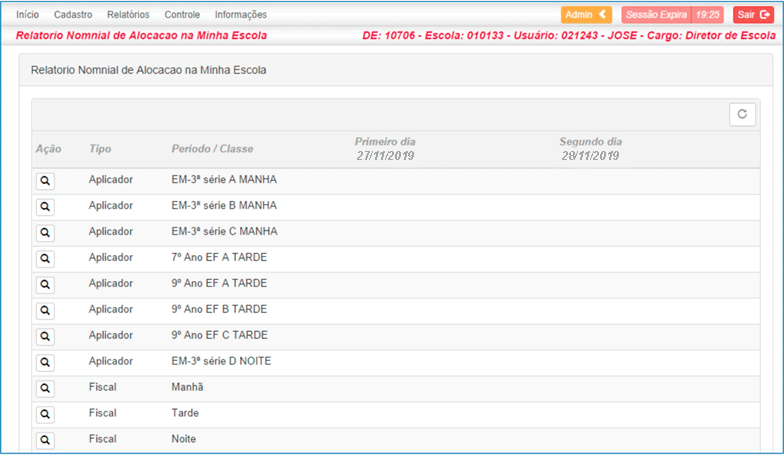 Início Cadastro Relatórios Controle Informações Admin Sessão Expira 19:25 Sair
Relatorio Nomnial de Alocacao na Minha Escola DE: 10706 - Escola: 010133 - Usuário: 021243 - JOSE - Cargo: Diretor de Escola
Relatorio Nomnial de Alocacao na Minha Escola
Ação Tipo Período / Classe Primeiro dia Segundo dia
27/11/2019 28/11/2019
Aplicador EM-3ª série A MANHA
Aplicador EM-3ª série B MANHA
Aplicador EM-3ª série C MANHA
Aplicador 7º Ano EF A TARDE
Aplicador 9º Ano EF A TARDE
Aplicador 9º Ano EF B TARDE
Aplicador 9º Ano EF C TARDE
Aplicador EM-3ª série D NOITE
Fiscal Manhã
Fiscal Tarde
Fiscal Noite